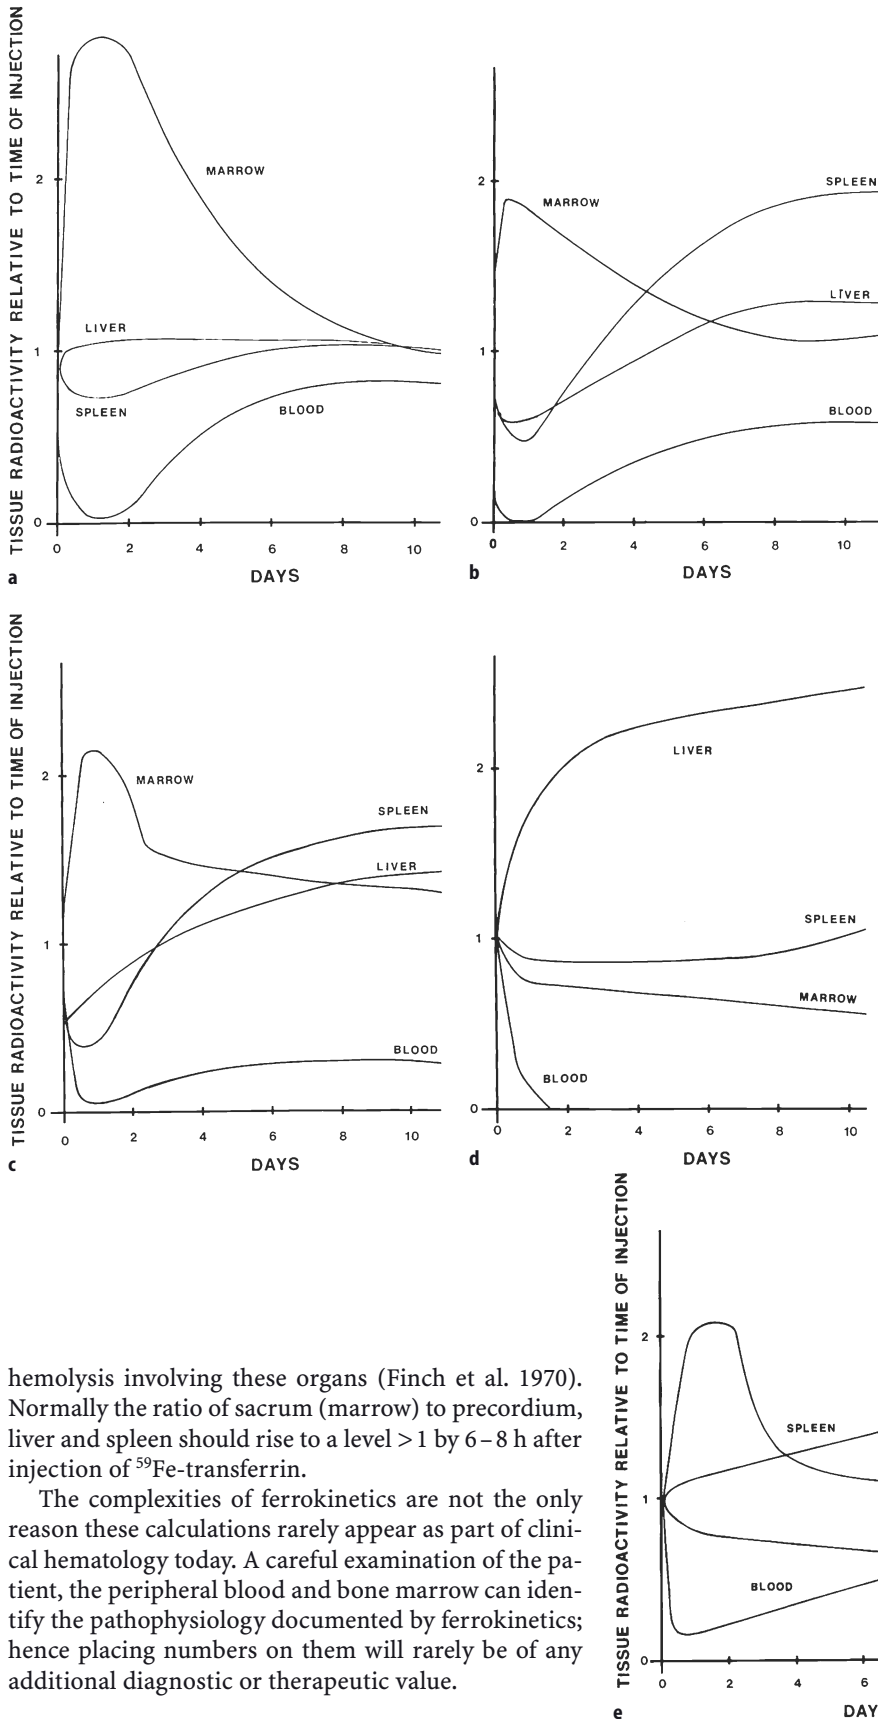 TISSUE RADIOACTIVITY RELATIVE TO TIME OF INJECTION
2
1
0
MARROW
LIVER
SPLEEN
BLOOD
0 2 4 6 8 10
DAYS
a
2
1
0
MARROW
SPLEEN
LIVER
BLOOD
0 2 4 6 8 10
DAYS
b
TISSUE RADIOACTIVITY RELATIVE TO TIME OF INJECTION
2
1
0
MARROW
SPLEEN
LIVER
BLOOD
0 2 4 6 8 10
DAYS
c
2
1
0
LIVER
SPLEEN
MARROW
BLOOD
0 2 4 6 8 10
DAYS
d
hemolysis involving these organs (Finch et al. 1970).
Normally the ratio of sacrum (marrow) to precordium,
liver and spleen should rise to a level >1 by 6–8 h after
injection of ⁵⁹Fe-transferrin.
The complexities of ferrokinetics are not the only
reason these calculations rarely appear as part of clini-
cal hematology today. A careful examination of the pa-
tient, the peripheral blood and bone marrow can iden-
tify the pathophysiology documented by ferrokinetics;
hence placing numbers on them will rarely be of any
additional diagnostic or therapeutic value.
TISSUE RADIOACTIVITY RELATIVE TO TIME OF INJECTION
2
1
0
SPLEEN
BLOOD
0 2 4 6
DAY
e